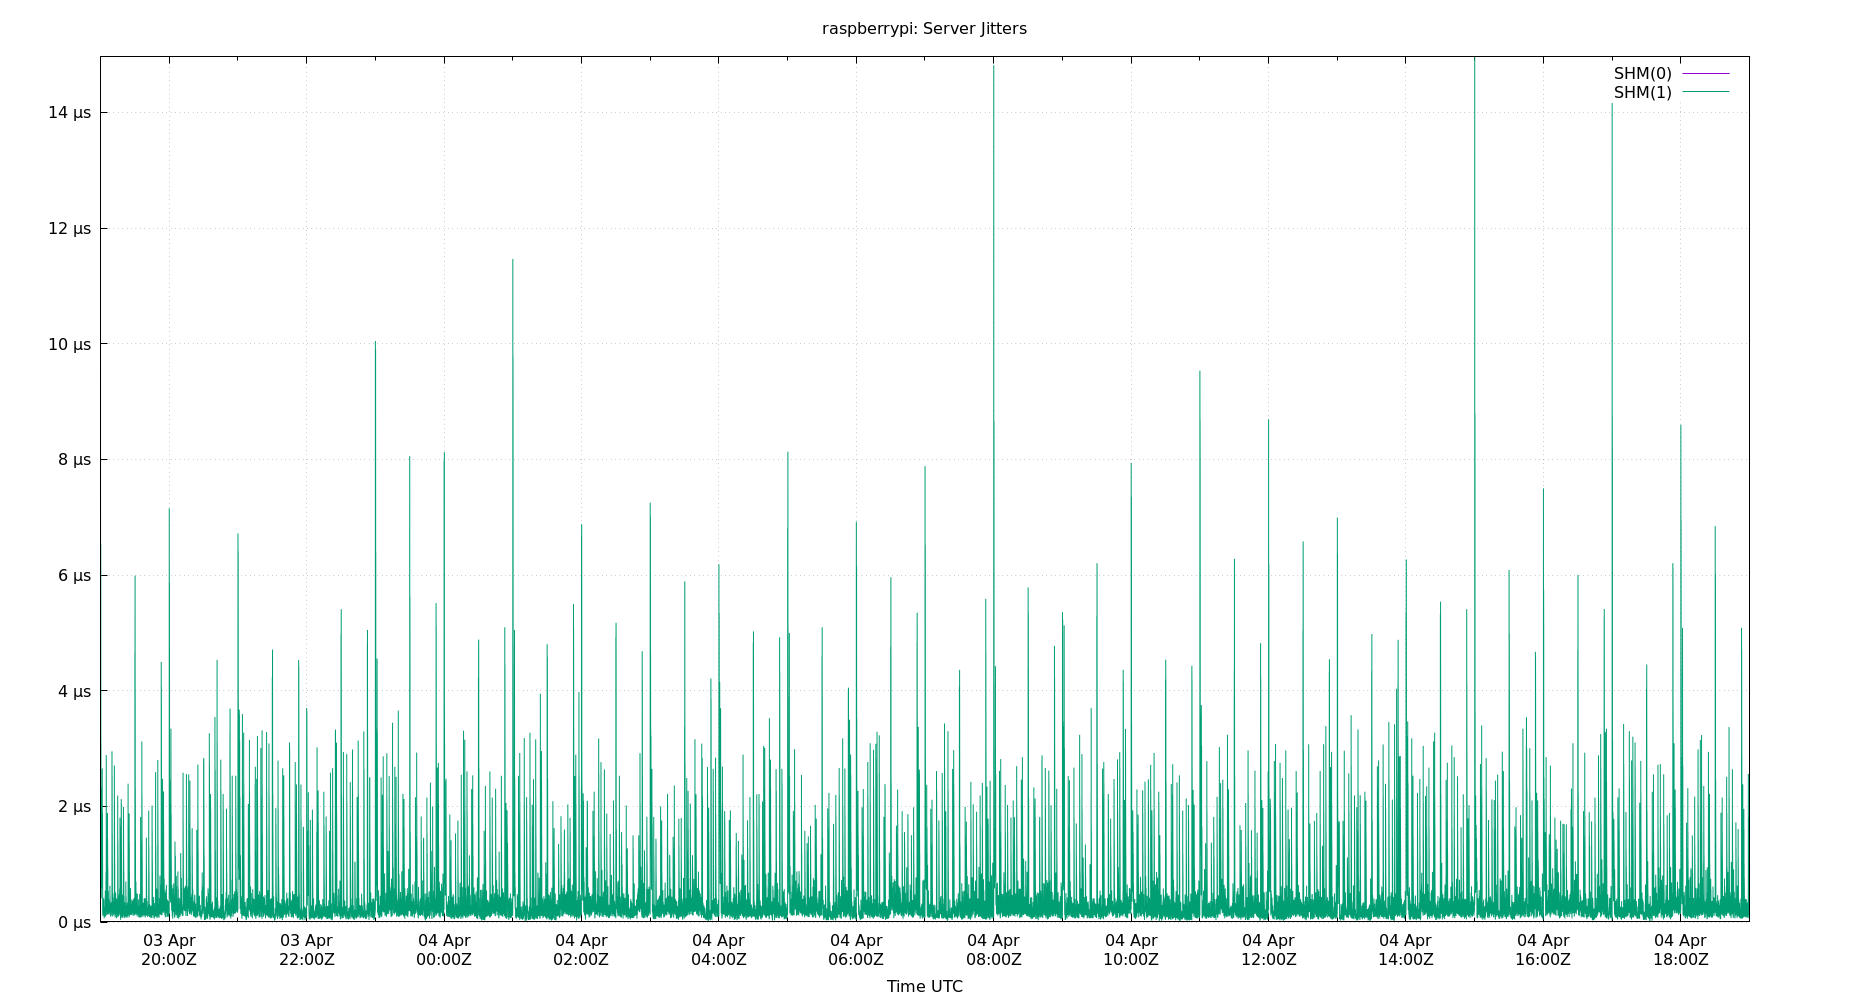 raspberrypi: Server Jitters
SHM(0)
SHM(1)
14 µs
12 µs
10 µs
8 µs
6 µs
4 µs
2 µs
0 µs
03 Apr 03 Apr 04 Apr 04 Apr 04 Apr 04 Apr 04 Apr 04 Apr 04 Apr 04 Apr 04 Apr 04 Apr
20:00Z 22:00Z 00:00Z 02:00Z 04:00Z 06:00Z 08:00Z 10:00Z 12:00Z 14:00Z 16:00Z 18:00Z
Time UTC